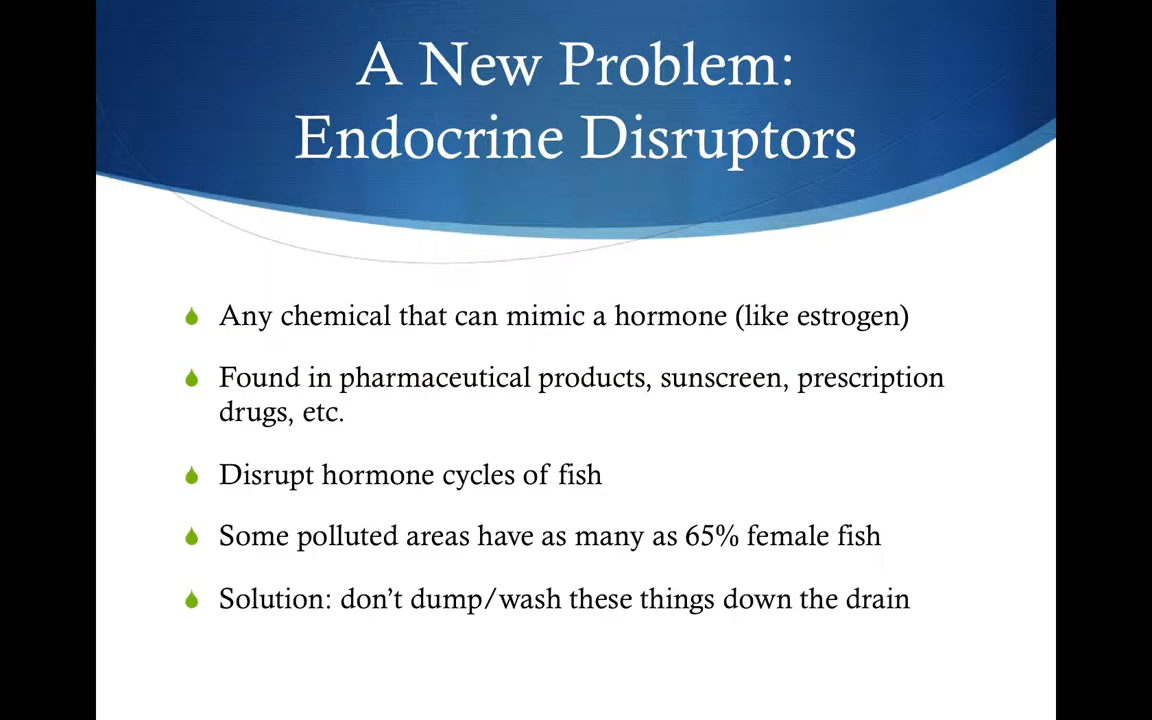 A New Problem:
Endocrine Disruptors
Any chemical that can mimic a hormone (like estrogen)
Found in pharmaceutical products, sunscreen, prescription
drugs, etc.
Disrupt hormone cycles of fish
Some polluted areas have as many as 65% female fish
Solution: don’t dump/wash these things down the drain